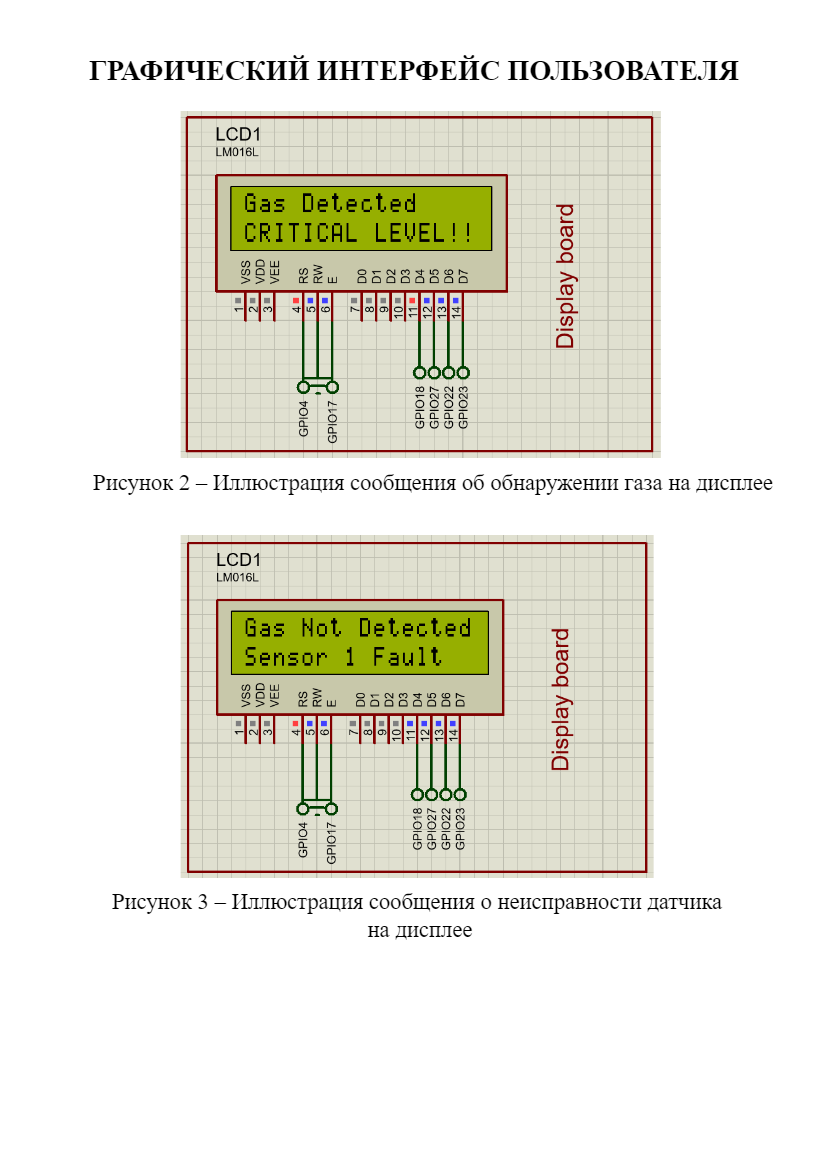 ГРАФИЧЕСКИЙ ИНТЕРФЕЙС ПОЛЬЗОВАТЕЛЯ
LCD1
LM016L
Gas Detected
CRITICAL LEVEL!!
VSS VDD VEE RS RW E D0 D1 D2 D3 D4 D5 D6 D7
1 2 3 4 5 6 7 8 9 10 11 12 13 14
GPIO4 GPIO17 GPIO18 GPIO27 GPIO22 GPIO23
Display board
Рисунок 2 – Иллюстрация сообщения об обнаружении газа на дисплее
LCD1
LM016L
Gas Not Detected
Sensor 1 Fault
VSS VDD VEE RS RW E D0 D1 D2 D3 D4 D5 D6 D7
1 2 3 4 5 6 7 8 9 10 11 12 13 14
GPIO4 GPIO17 GPIO18 GPIO27 GPIO22 GPIO23
Display board
Рисунок 3 – Иллюстрация сообщения о неисправности датчика
на дисплее